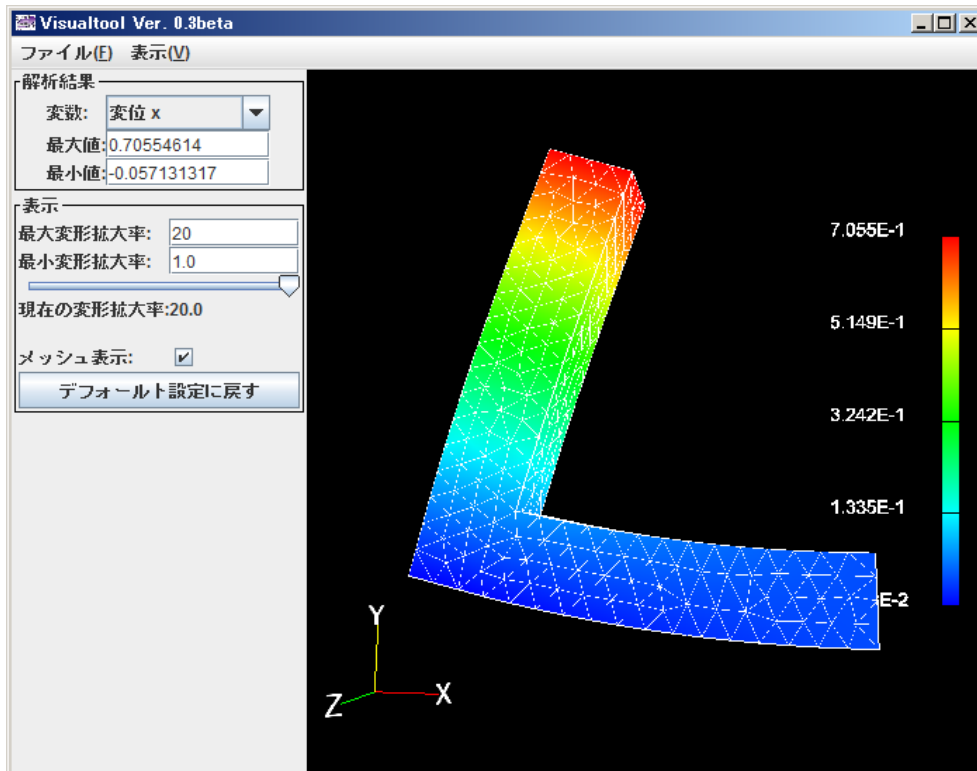 Visualtool Ver. 0.3beta
ファイル(F) 表示(V)
解析結果
変数: 変位 x
最大値: 0.70554614
最小値: -0.057131317
表示
最大変形拡大率: 20
最小変形拡大率: 1.0
現在の変形拡大率:20.0
メッシュ表示:
デフォールト設定に戻す
7.055E-1
5.149E-1
3.242E-1
1.335E-1
E-2
Y
X
Z